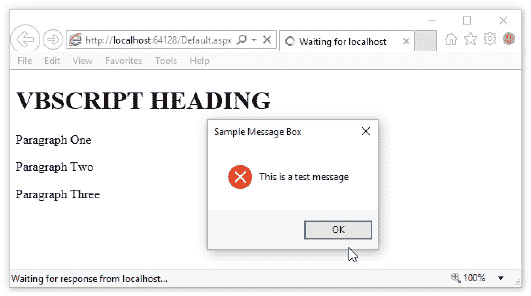 http://localhost:64128/Default.aspx
Waiting for localhost
File Edit View Favorites Tools Help
VBSCRIPT HEADING
Paragraph One
Paragraph Two
Paragraph Three
Sample Message Box
This is a test message
OK
Waiting for response from localhost...
100%